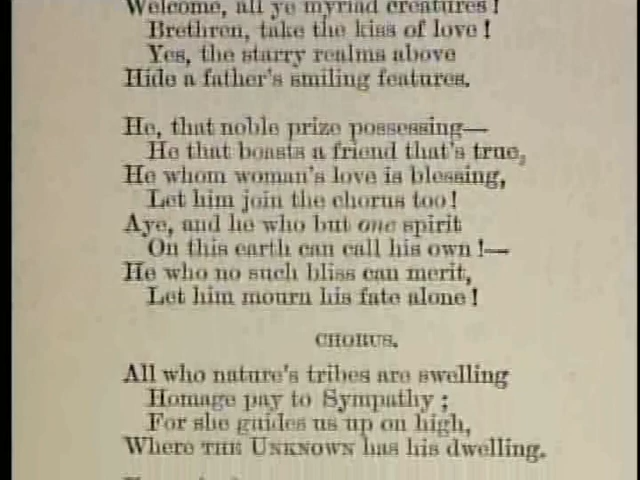 Welcome, all ye myriad creatures!
Brethren, take the kiss of love!
Yes, the starry realms above
Hide a father's smiling features.
He, that noble prize possessing—
He that boasts a friend that's true,
He whom woman's love is blessing,
Let him join the chorus too!
Aye, and he who but one spirit
On this earth can call his own!—
He who no such bliss can merit,
Let him mourn his fate alone!
CHORUS.
All who nature's tribes are swelling
Homage pay to Sympathy;
For she guides us up on high,
Where THE UNKNOWN has his dwelling.